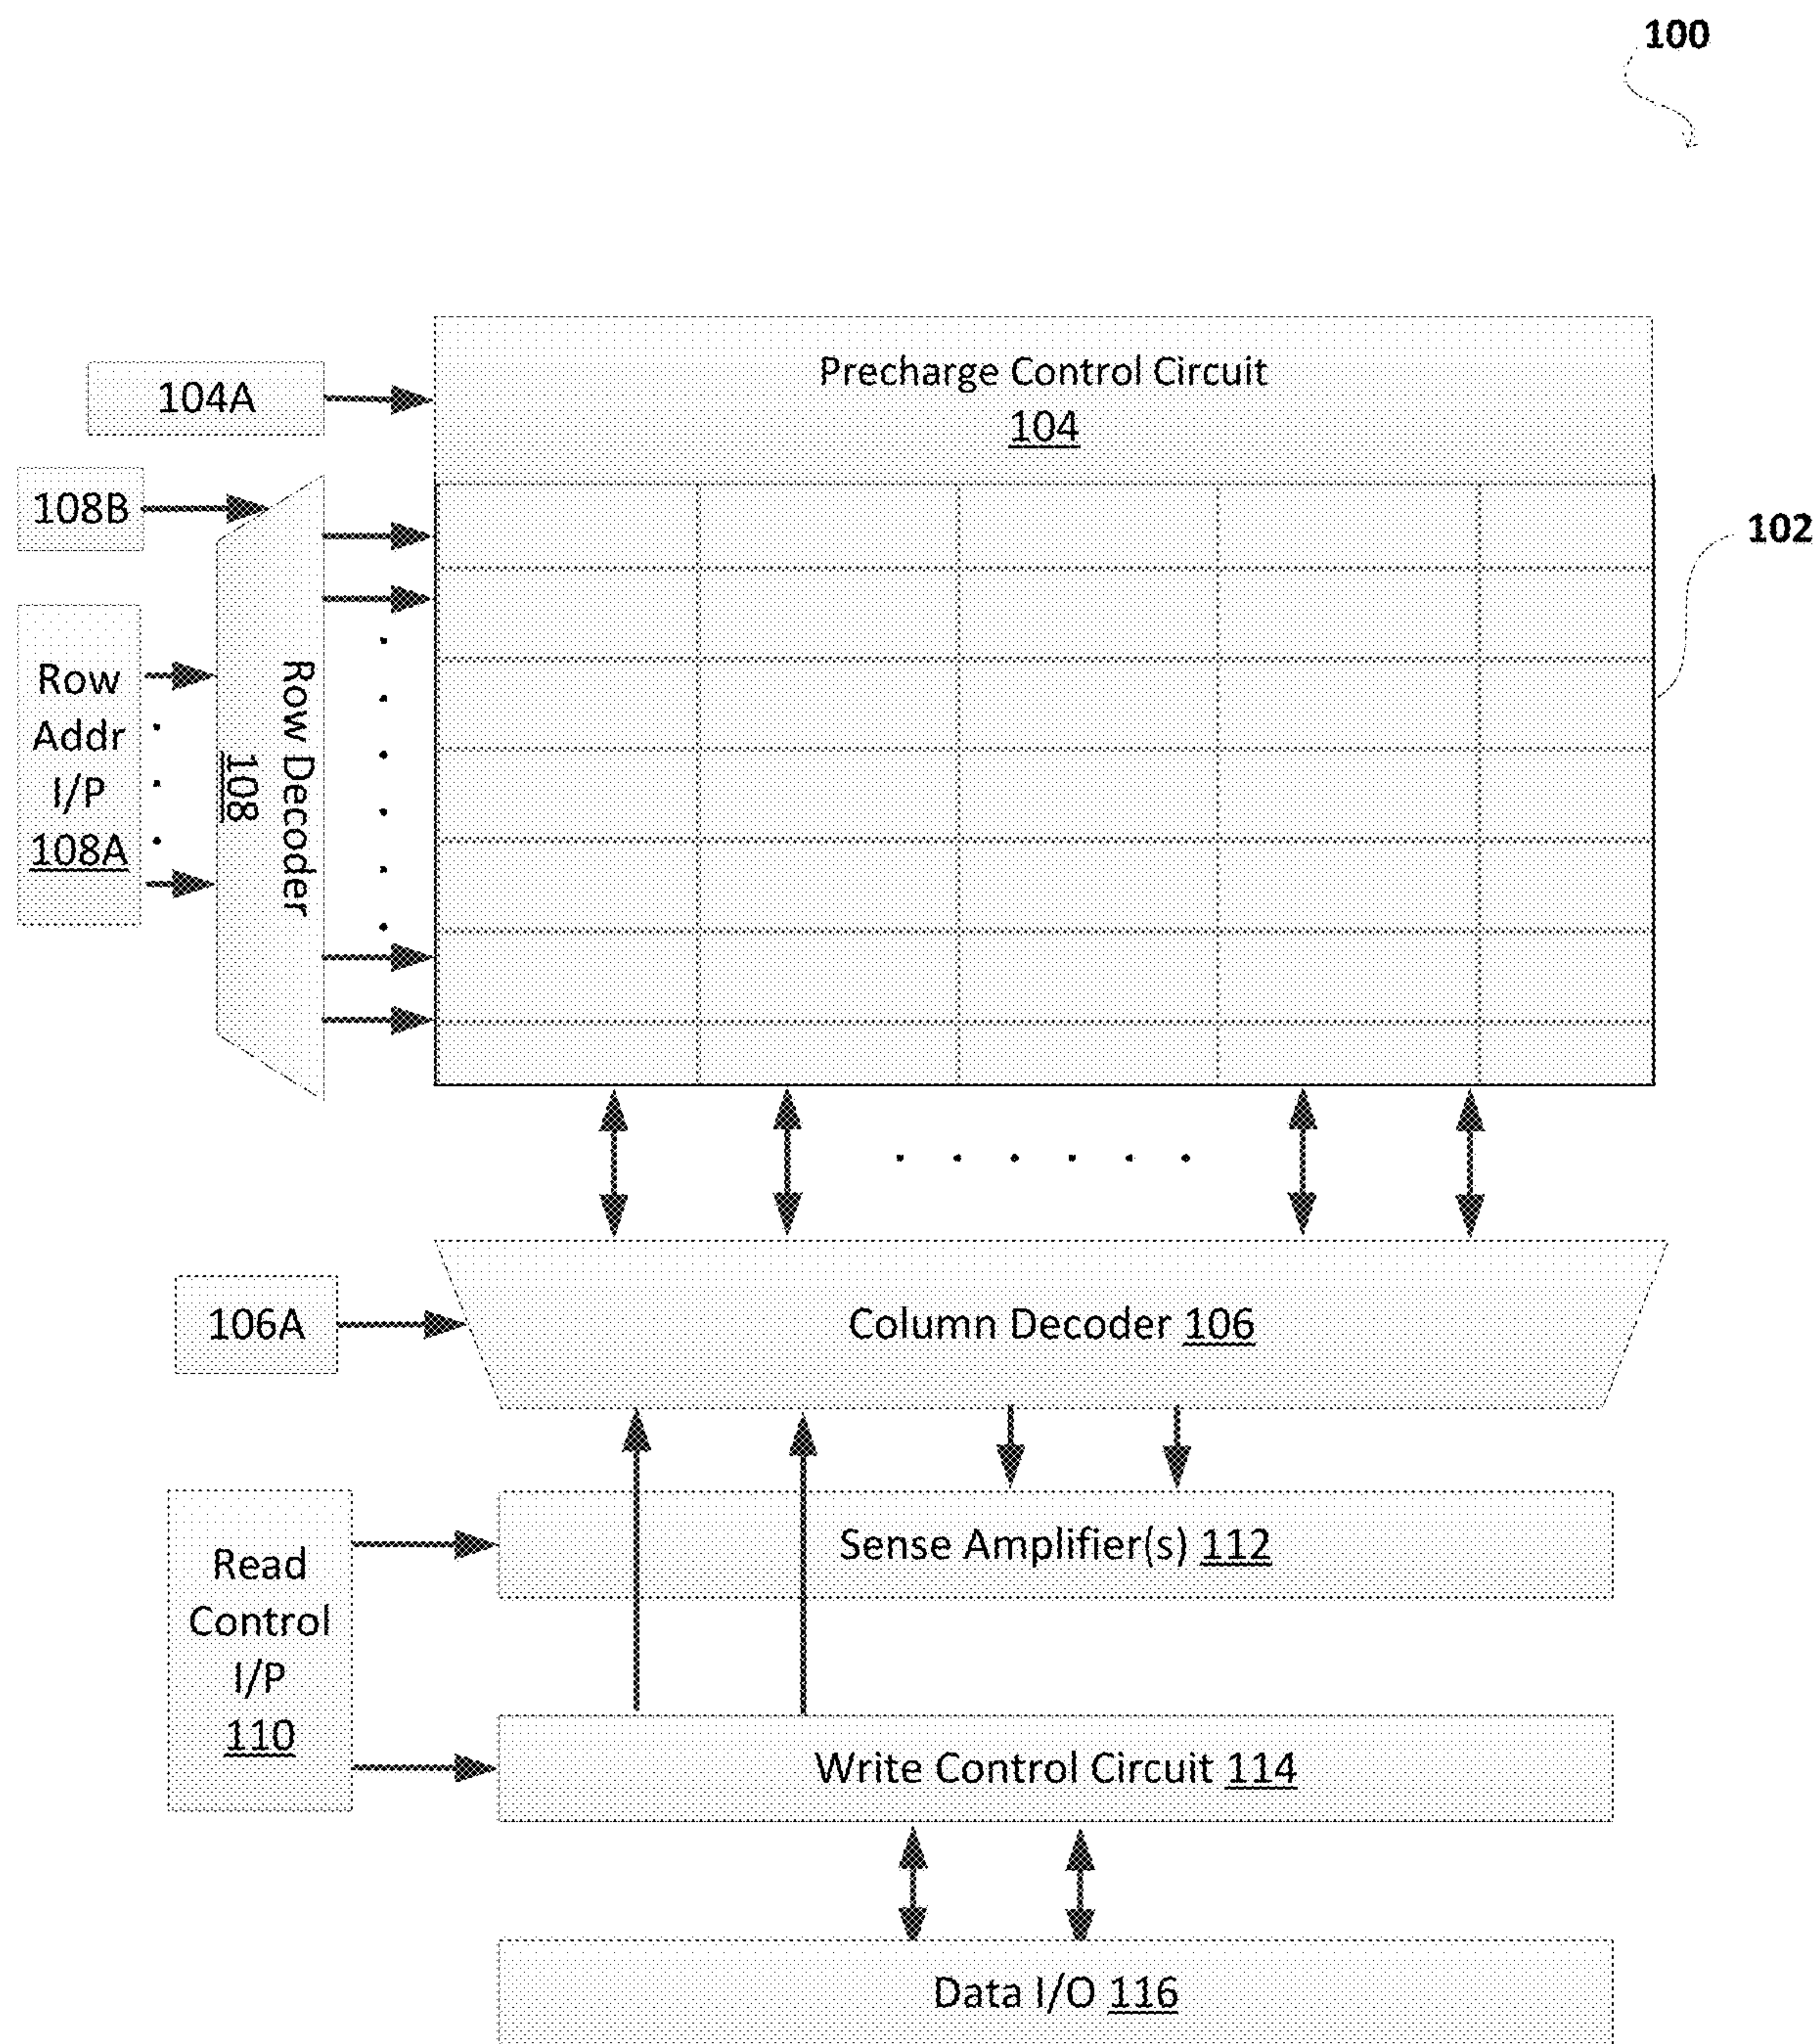 100
Precharge Control Circuit
104
104A
108B
102
Row
Addr
I/P
108A
Row Decoder
108
106A
Column Decoder 106
Read
Control
I/P
110
Sense Amplifier(s) 112
Write Control Circuit 114
Data I/O 116